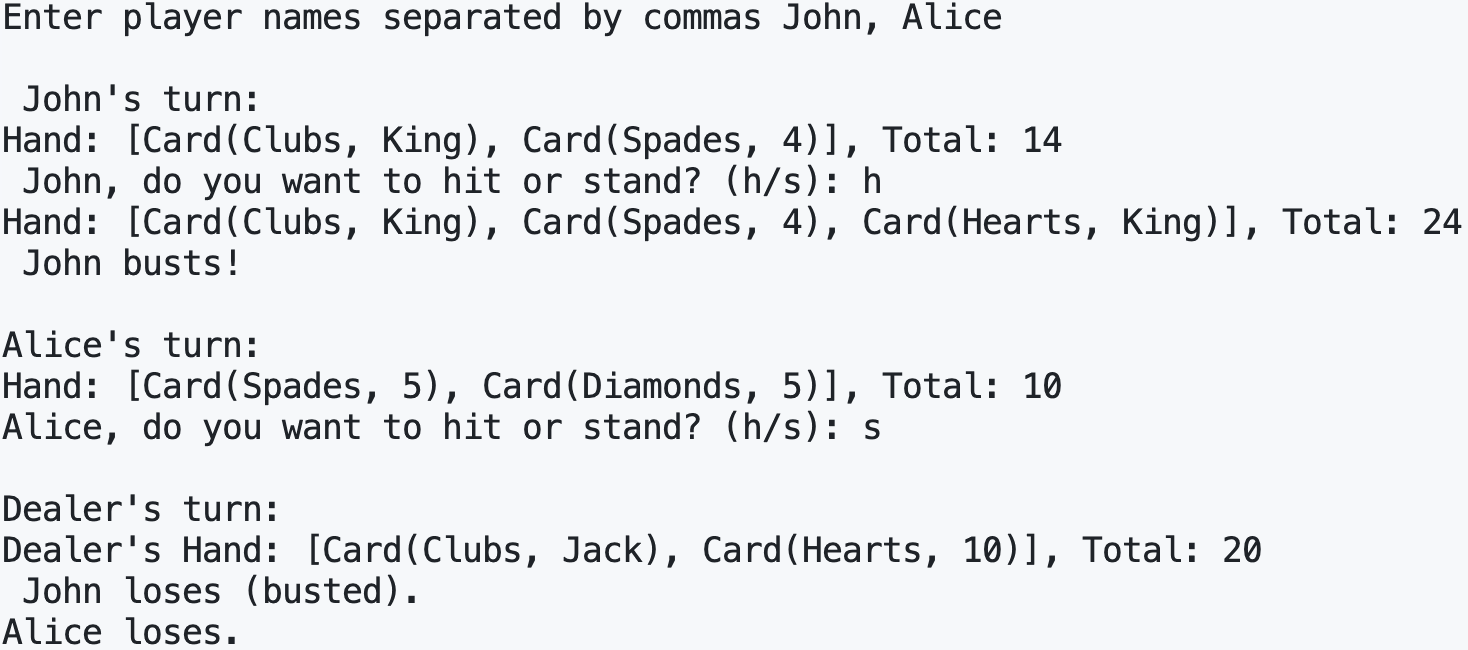 Enter player names separated by commas John, Alice

 John's turn:
Hand: [Card(Clubs, King), Card(Spades, 4)], Total: 14
 John, do you want to hit or stand? (h/s): h
Hand: [Card(Clubs, King), Card(Spades, 4), Card(Hearts, King)], Total: 24
 John busts!

Alice's turn:
Hand: [Card(Spades, 5), Card(Diamonds, 5)], Total: 10
Alice, do you want to hit or stand? (h/s): s

Dealer's turn:
Dealer's Hand: [Card(Clubs, Jack), Card(Hearts, 10)], Total: 20
 John loses (busted).
Alice loses.